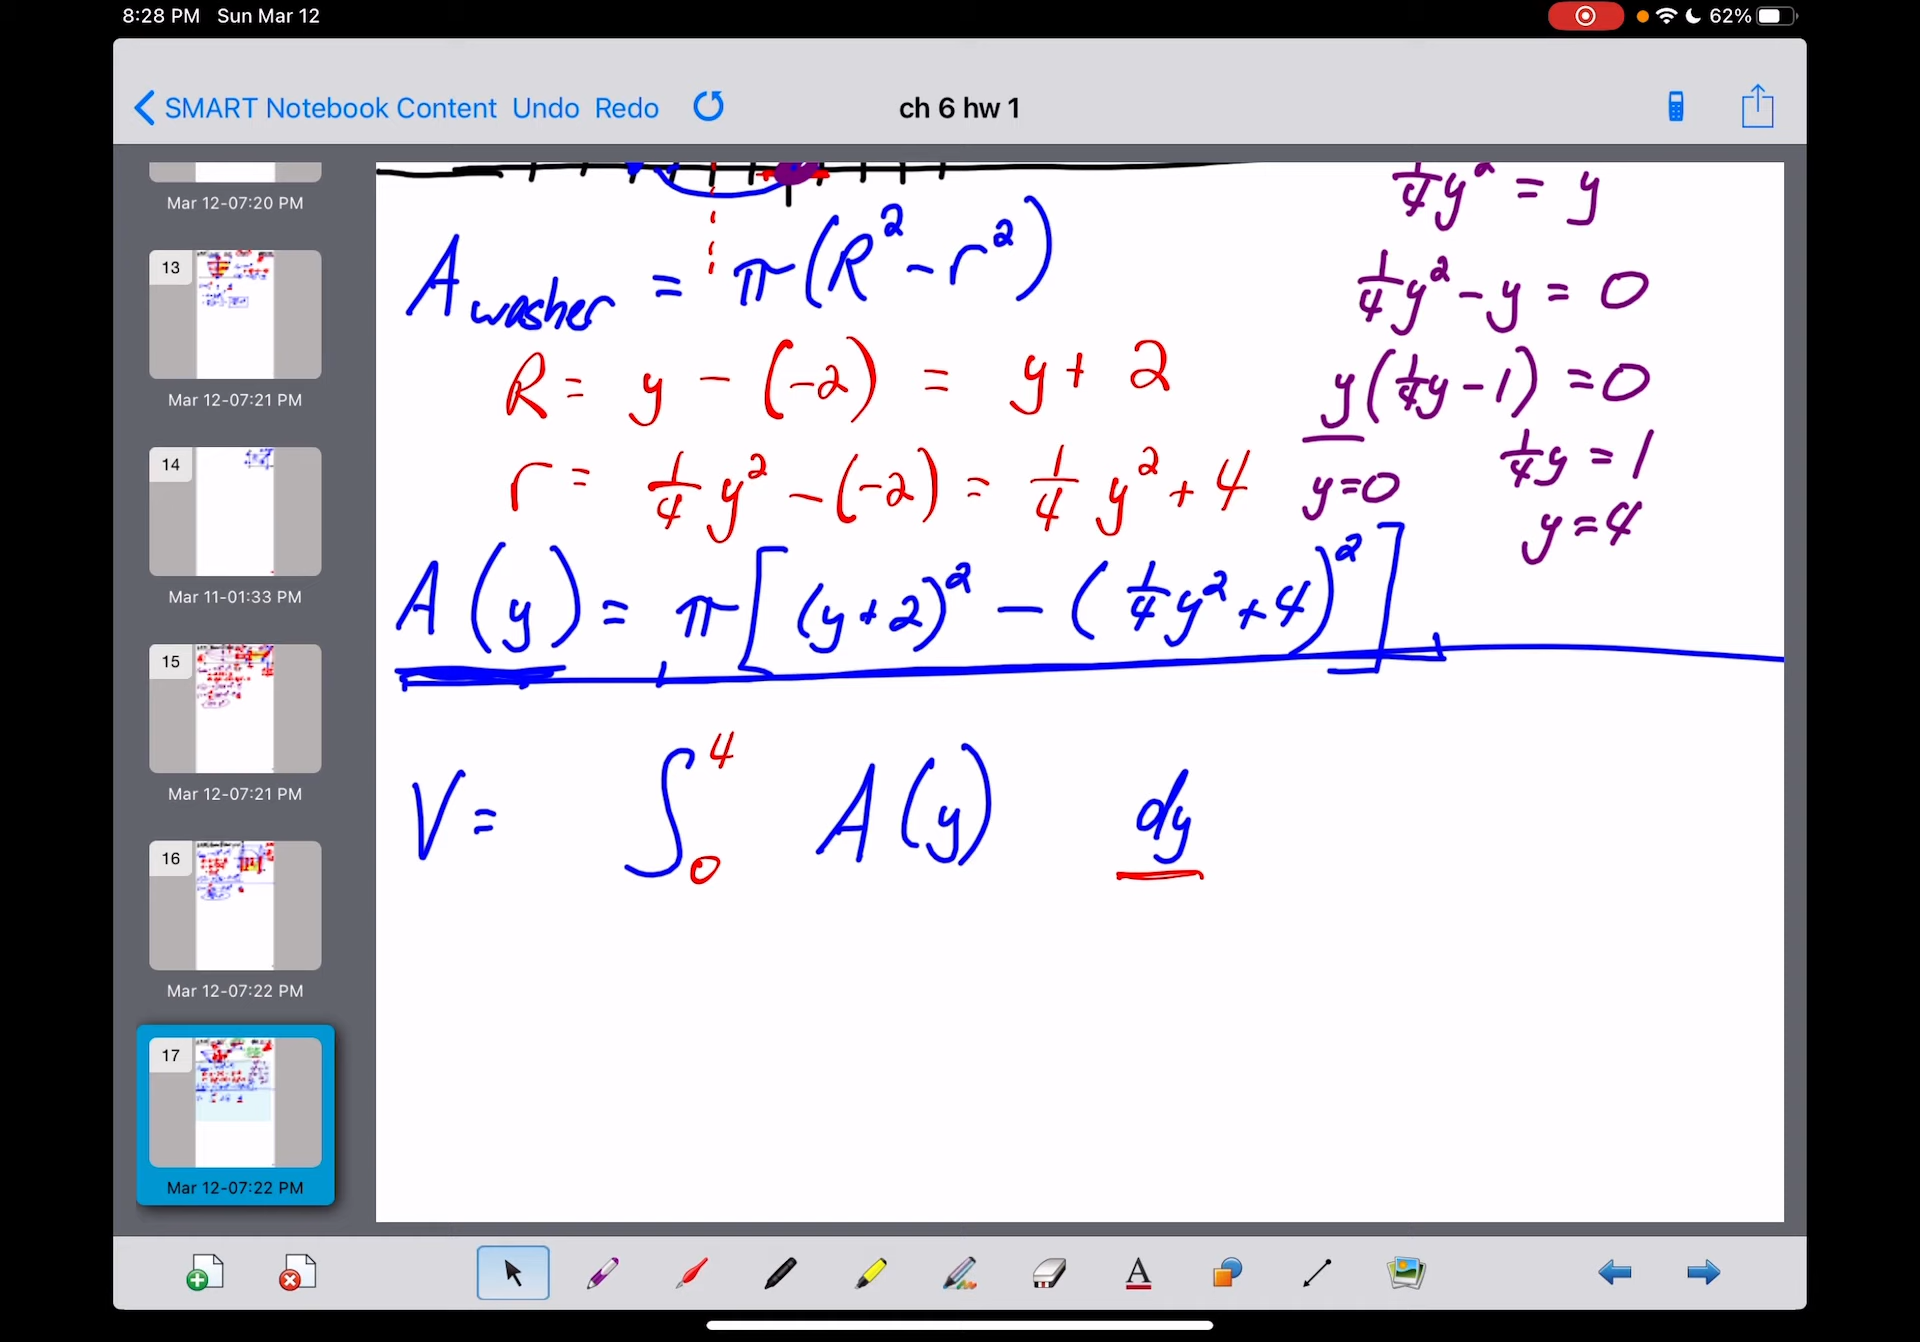 8:28 PM Sun Mar 12
62%
SMART Notebook Content Undo Redo
ch 6 hw 1
Mar 12-07:20 PM
13
Mar 12-07:21 PM
14
Mar 11-01:33 PM
15
Mar 12-07:21 PM
16
Mar 12-07:22 PM
17
Mar 12-07:22 PM
A washer = π(R² - r²)
R = y - (-2) = y + 2
r = 1/4 y² - (-2) = 1/4 y² + 4
A(y) = π[(y+2)² - (1/4 y² + 4)²]
V = ∫₀⁴ A(y) dy
1/4 y² = y
1/4 y² - y = 0
y(1/4 y - 1) = 0
y=0
1/4 y = 1
y = 4
A